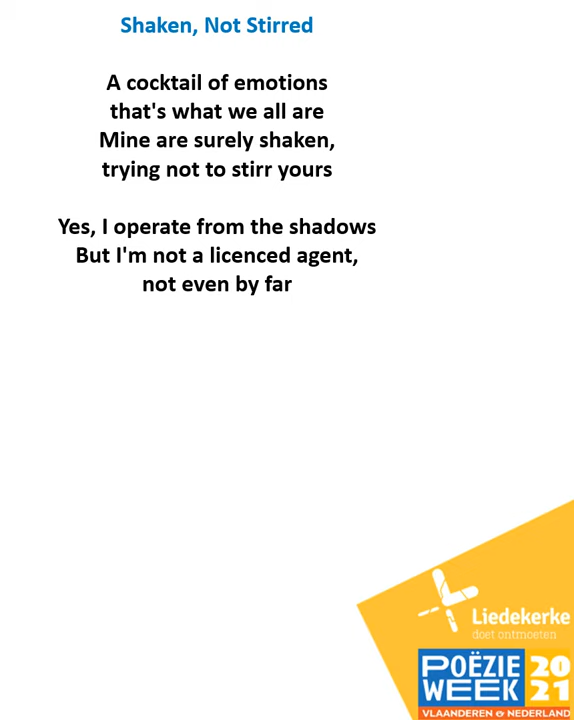 Shaken, Not Stirred
A cocktail of emotions
that's what we all are
Mine are surely shaken,
trying not to stirr yours
Yes, I operate from the shadows
But I'm not a licenced agent,
not even by far
Liedekerke
doet ontmoeten
POËZIE 20
WEEK 21
VLAANDEREN & NEDERLAND